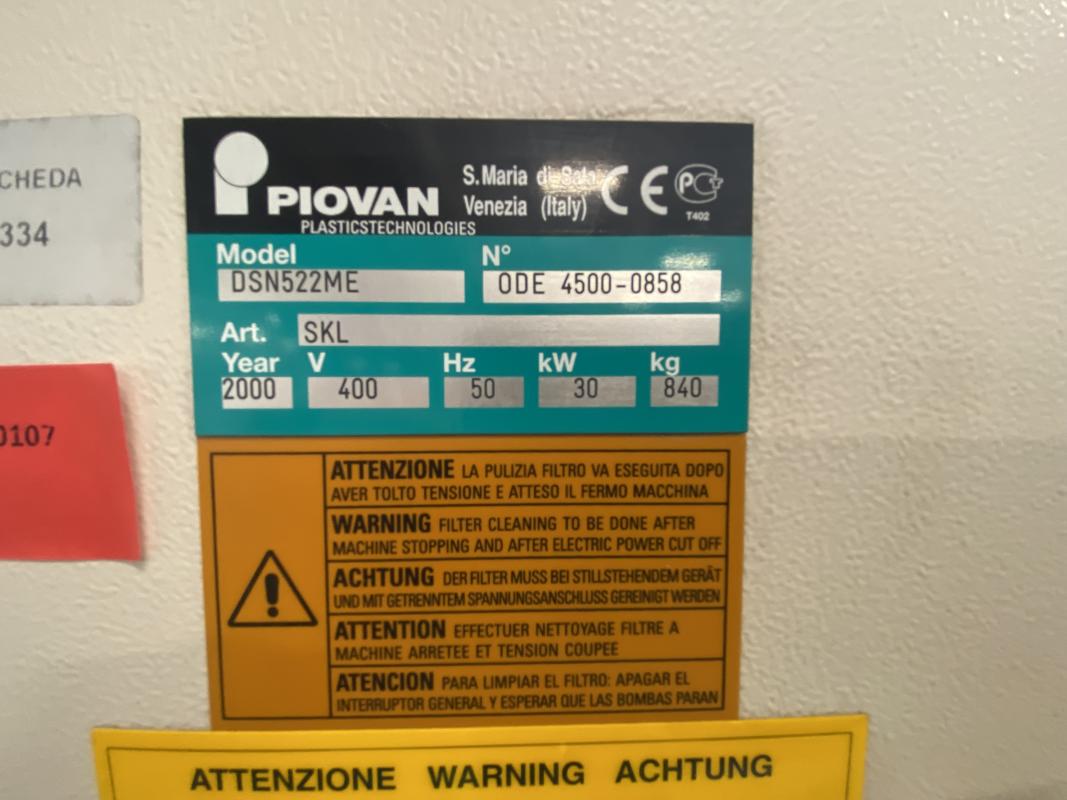 CHEDA
334
0107
PIOVAN
PLASTICSTECHNOLOGIES
S. Maria di Sala
Venezia (Italy)
CE
PCT
T402
Model
N°
DSN522ME
ODE 4500-0858
Art.
SKL
Year V Hz kW kg
2000 400 50 30 840
ATTENZIONE LA PULIZIA FILTRO VA ESEGUITA DOPO
AVER TOLTO TENSIONE E ATTESO IL FERMO MACCHINA
WARNING FILTER CLEANING TO BE DONE AFTER
MACHINE STOPPING AND AFTER ELECTRIC POWER CUT OFF
ACHTUNG DER FILTER MUSS BEI STILLSTEHENDEM GERÄT
UND MIT GETRENNTEM SPANNUNGSANSCHLUSS GEREINIGT WERDEN
ATTENTION EFFECTUER NETTOYAGE FILTRE A
MACHINE ARRETEE ET TENSION COUPEE
ATENCION PARA LIMPIAR EL FILTRO: APAGAR EL
INTERRUPTOR GENERAL Y ESPERAR QUE LAS BOMBAS PARAN
ATTENZIONE WARNING ACHTUNG